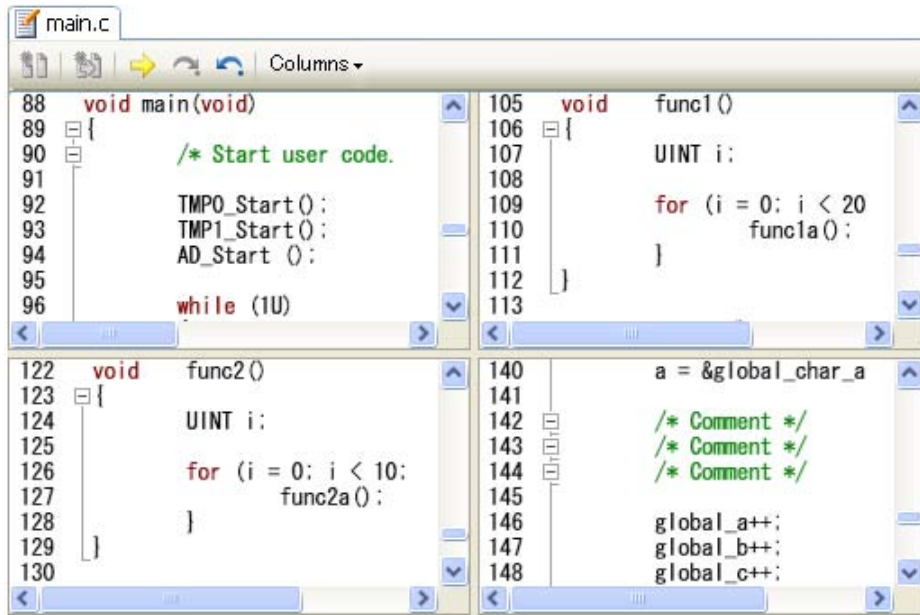 main.c
Columns
88 void main(void)
89 {
90 /* Start user code.
91
92 TMP0_Start();
93 TMP1_Start();
94 AD_Start ();
95
96 while (1U)
105 void func1()
106 {
107 UINT i;
108
109 for (i = 0; i < 20
110 func1a();
111 }
112 }
113
122 void func2()
123 {
124 UINT i;
125
126 for (i = 0; i < 10;
127 func2a();
128 }
129 }
130
140 a = &global_char_a
141
142 /* Comment */
143 /* Comment */
144 /* Comment */
145
146 global_a++;
147 global_b++;
148 global_c++;